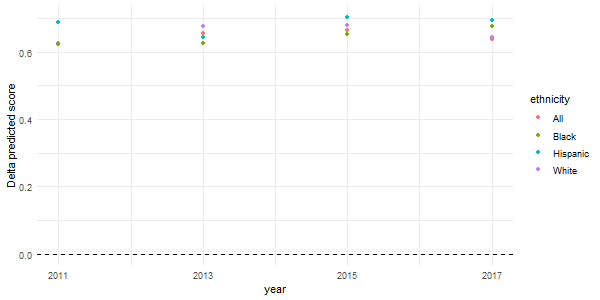 Delta predicted score
0.6
0.4
0.2
0.0
2011 2013 2015 2017
year
ethnicity
All
Black
Hispanic
White